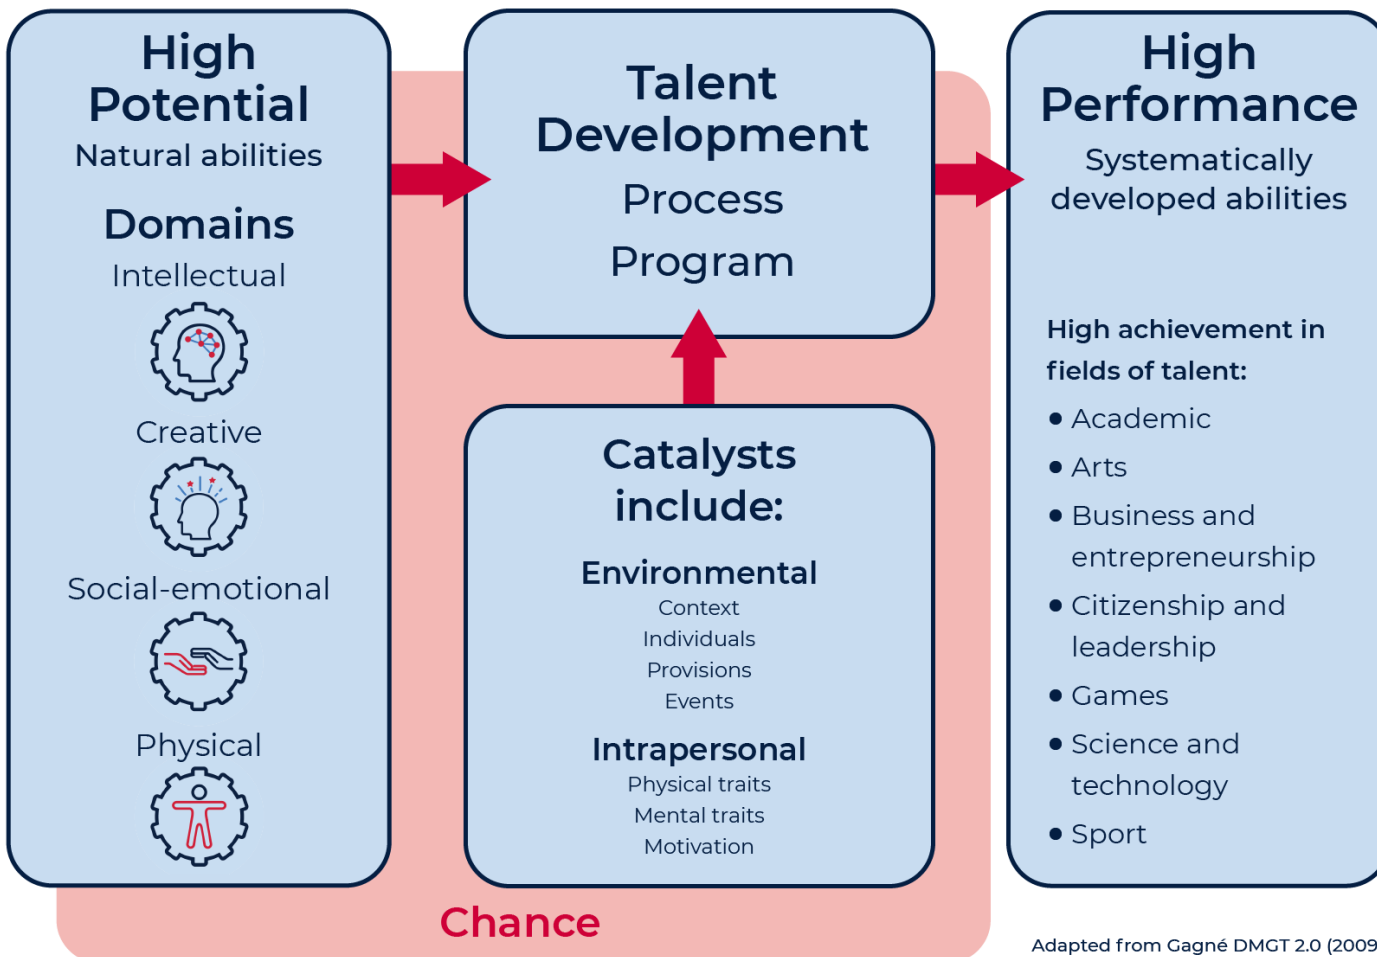 High
Potential
Natural abilities
Domains
Intellectual
Creative
Social-emotional
Physical
Talent
Development
Process
Program
Catalysts
include:
Environmental
Context
Individuals
Provisions
Events
Intrapersonal
Physical traits
Mental traits
Motivation
Chance
High
Performance
Systematically
developed abilities
High achievement in
fields of talent:
• Academic
• Arts
• Business and
entrepreneurship
• Citizenship and
leadership
• Games
• Science and
technology
• Sport
Adapted from Gagné DMGT 2.0 (2009